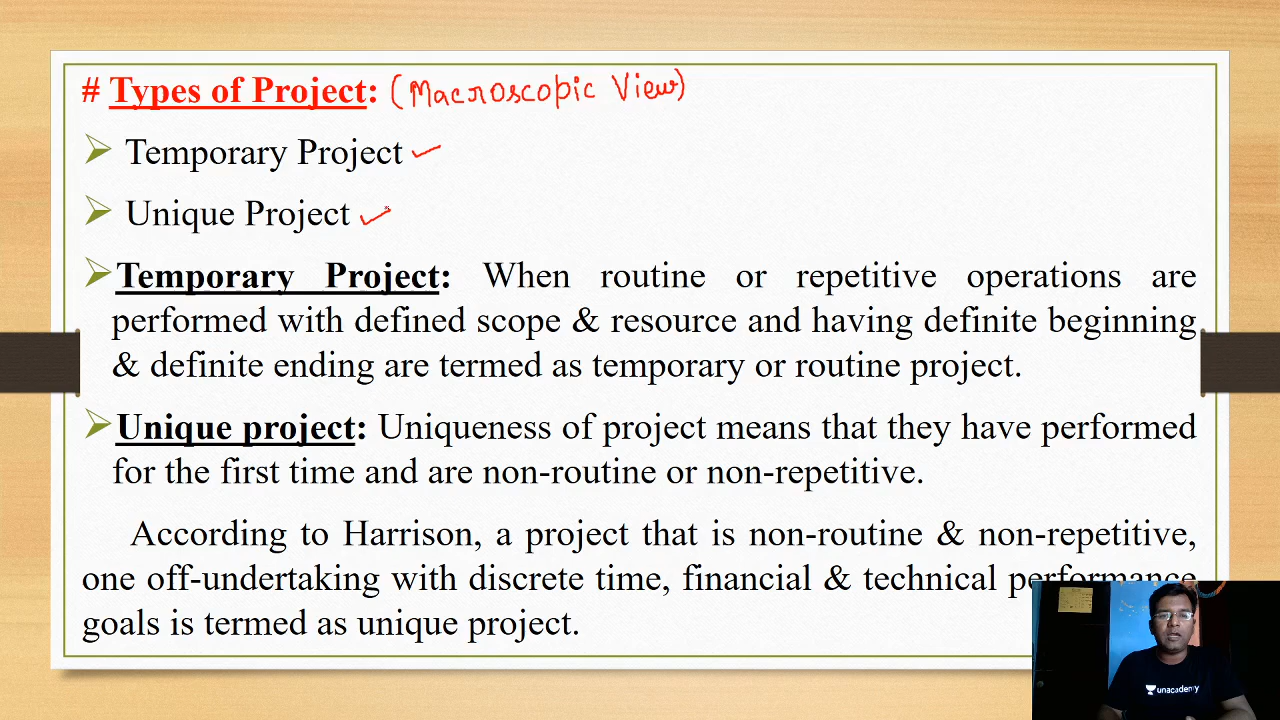 # Types of Project: (Macroscopic View)
Temporary Project
Unique Project
Temporary Project: When routine or repetitive operations are
performed with defined scope & resource and having definite beginning
& definite ending are termed as temporary or routine project.
Unique project: Uniqueness of project means that they have performed
for the first time and are non-routine or non-repetitive.
According to Harrison, a project that is non-routine & non-repetitive,
one off-undertaking with discrete time, financial & technical performance
goals is termed as unique project.
unacademy